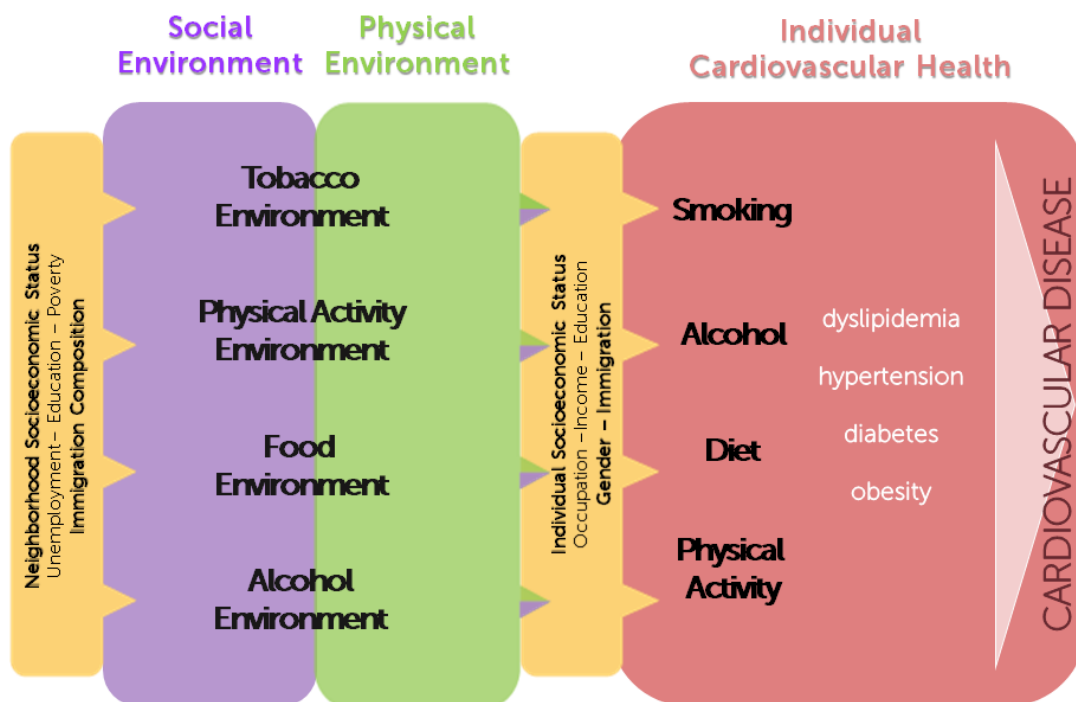 Social
Environment
Physical
Environment
Individual
Cardiovascular Health
Neighborhood Socioeconomic Status
Unemployment – Education – Poverty
Immigration Composition
Tobacco
Environment
Physical Activity
Environment
Food
Environment
Alcohol
Environment
Individual Socioeconomic Status
Occupation –Income – Education
Gender – Immigration
Smoking
Alcohol
Diet
Physical
Activity
dyslipidemia
hypertension
diabetes
obesity
CARDIOVASCULAR DISEASE